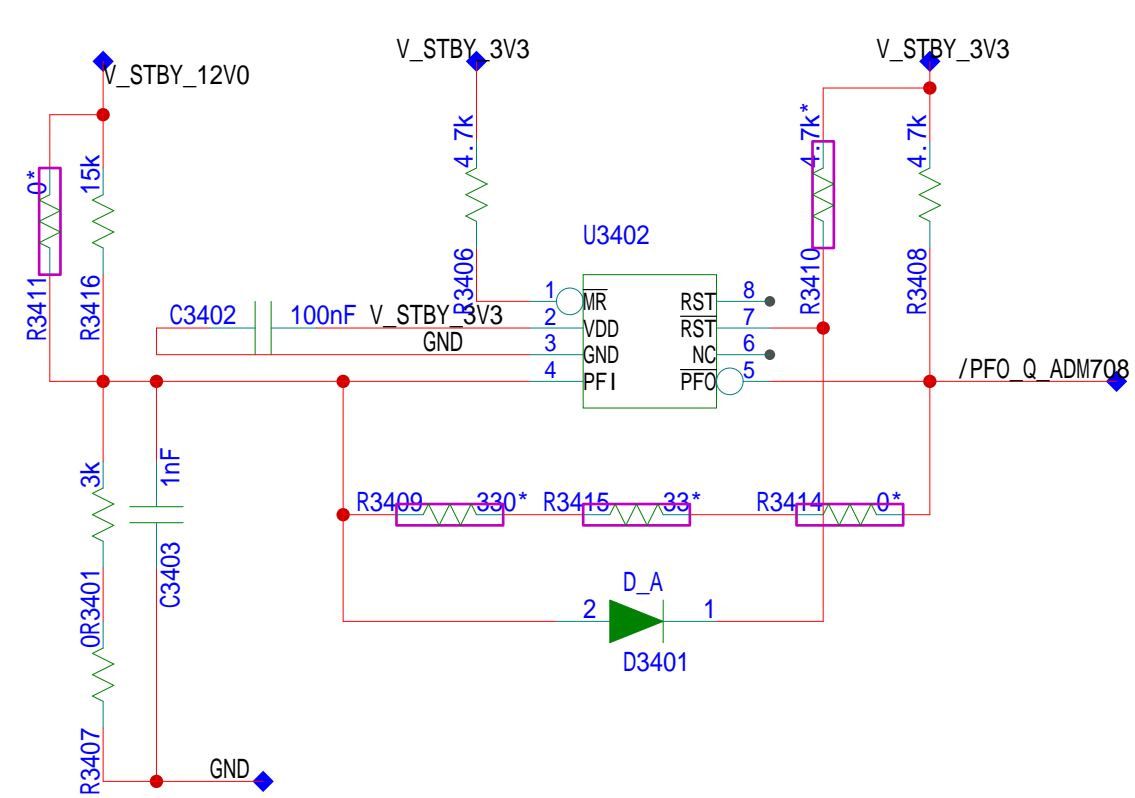 V_STBY_12V0
V_STBY_3V3
V_STBY_3V3
0*
R3411
15k
R3416
4.7k
R3406
4.7k*
R3410
4.7k
R3408
U3402
1
MR
RST
8
C3402
100nF
V_STBY_3V3
2
VDD
RST
7
GND
3
GND
NC
6
4
PFI
PFO
5
/PFO_Q_ADM708
3k
R3401
1nF
C3403
R3409
330*
R3415
33*
R3414
0*
D_A
2
1
D3401
0
R3407
GND